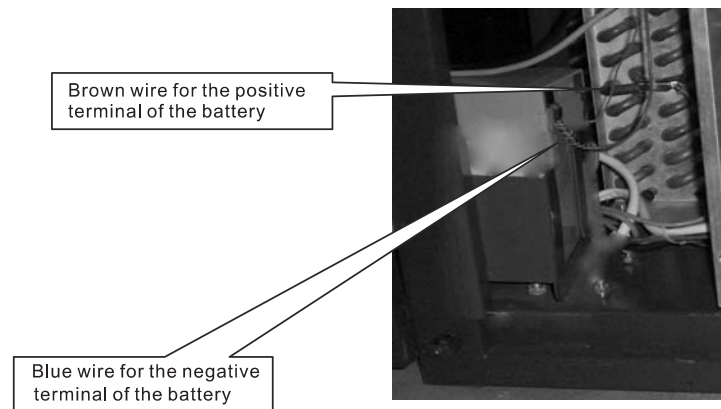 Brown wire for the positive
terminal of the battery
Blue wire for the negative
terminal of the battery